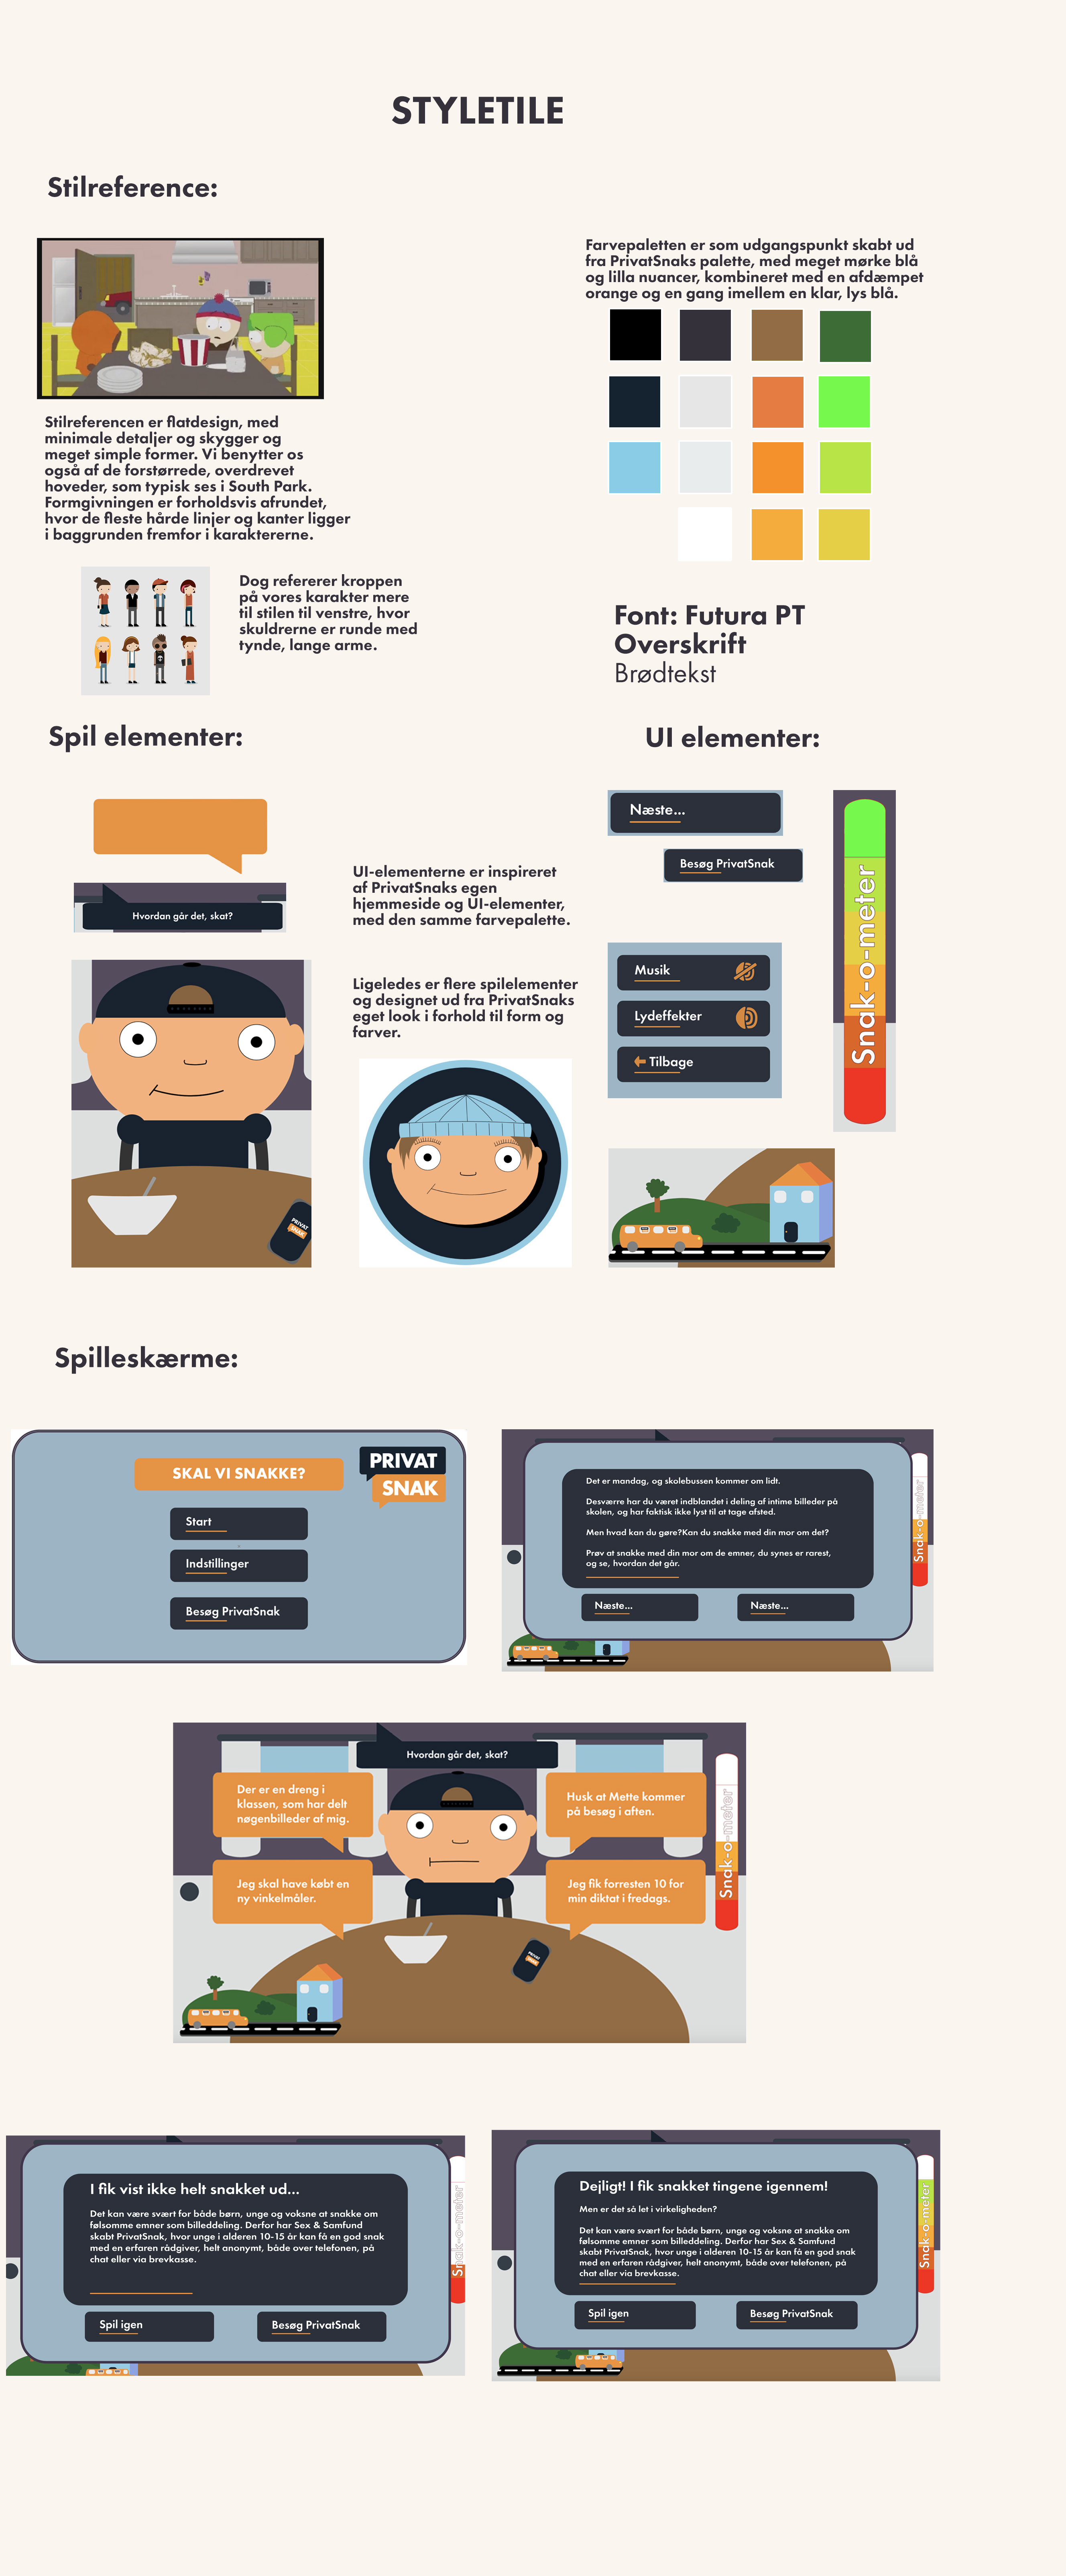 STYLETILE
Stilreference:
Stilreferencen er flatdesign, med
minimale detaljer og skygger og
meget simple former. Vi benytter os
også af de forstørrede, overdrevet
hoveder, som typisk ses i South Park.
Formgivningen er forholdsvis afrundet,
hvor de fleste hårde linjer og kanter ligger
i baggrunden fremfor i karaktererne.
Dog refererer kroppen
på vores karakter mere
til stilen til venstre, hvor
skuldrerne er runde med
tynde, lange arme.
Farvepaletten er som udgangspunkt skabt ud
fra PrivatSnaks palette, med meget mørke blå
og lilla nuancer, kombineret med en afdæmpet
orange og en gang imellem en klar, lys blå.
Font: Futura PT
Overskrift
Brødtekst
Spil elementer:
Hvordan går det, skat?
PRIVAT
SNAK
UI-elementerne er inspireret
af PrivatSnaks egen
hjemmeside og UI-elementer,
med den samme farvepalette.
Ligeledes er flere spilelementer
og designet ud fra PrivatSnaks
eget look i forhold til form og
farver.
UI elementer:
Næste...
Besøg PrivatSnak
Musik
Lydeffekter
Tilbage
Snak-o-meter
Spilleskærme:
SKAL VI SNAKKE?
PRIVAT
SNAK
Start
Indstillinger
Besøg PrivatSnak
Det er mandag, og skolebussen kommer om lidt.
Desværre har du været indblandet i deling af intime billeder på
skolen, og har faktisk ikke lyst til at tage afsted.
Men hvad kan du gøre?Kan du snakke med din mor om det?
Prøv at snakke med din mor om de emner, du synes er rarest,
og se, hvordan det går.
Næste...
Næste...
Snak-o-meter
Hvordan går det, skat?
Der er en dreng i
klassen, som har delt
nøgenbilleder af mig.
Husk at Mette kommer
på besøg i aften.
Jeg skal have købt en
ny vinkelmåler.
Jeg fik forresten 10 for
min diktat i fredags.
Snak-o-meter
PRIVAT
SNAK
I fik vist ikke helt snakket ud...
Det kan være svært for både børn, unge og voksne at snakke om
følsomme emner som billeddeling. Derfor har Sex & Samfund
skabt PrivatSnak, hvor unge i alderen 10-15 år kan få en god snak
med en erfaren rådgiver, helt anonymt, både over telefonen, på
chat eller via brevkasse.
Spil igen
Besøg PrivatSnak
Snak-o-meter
Dejligt! I fik snakket tingene igennem!
Men er det så let i virkeligheden?
Det kan være svært for både børn, unge og voksne at snakke om
følsomme emner som billeddeling. Derfor har Sex & Samfund
skabt PrivatSnak, hvor unge i alderen 10-15 år kan få en god snak
med en erfaren rådgiver, helt anonymt, både over telefonen, på
chat eller via brevkasse.
Spil igen
Besøg PrivatSnak
Snak-o-meter